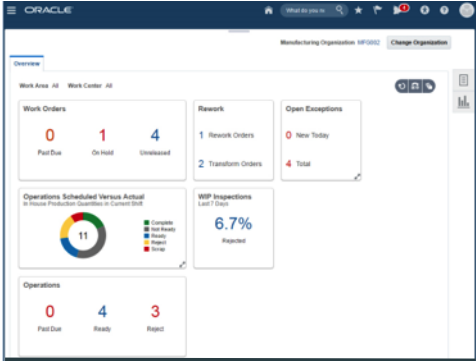 ORACLE
What do you n
Manufacturing Organization MFG002 Change Organization
Overview
Work Area All Work Center All
Work Orders
0 1 4
Past Due On Hold Unreleased
Rework
1 Rework Orders
2 Transform Orders
Open Exceptions
0 New Today
4 Total
Operations Scheduled Versus Actual
In House Production Quantities in Current Shift
11
Complete
Not Ready
Ready
Reject
Scrap
WIP Inspections
Last 7 Days
6.7%
Rejected
Operations
0 4 3
Past Due Ready Reject